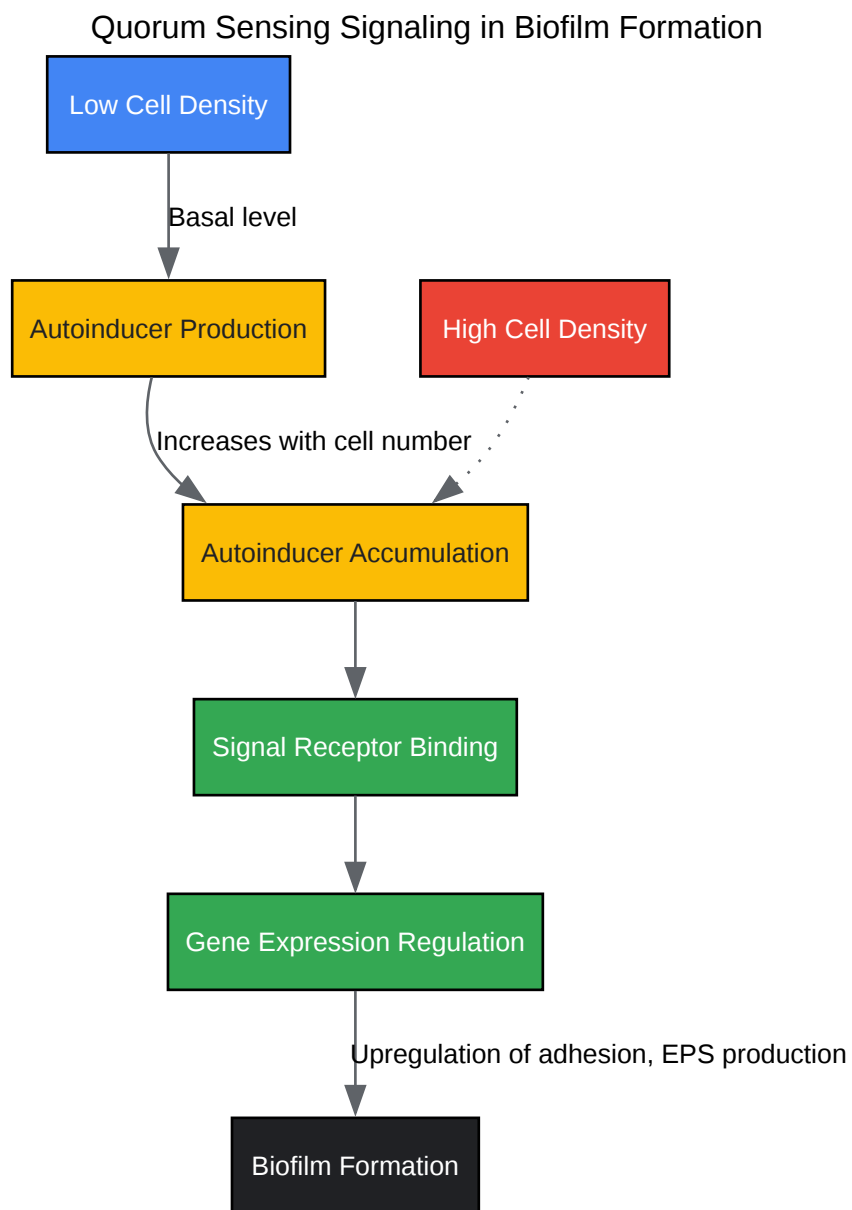 Quorum Sensing Signaling in Biofilm Formation
Low Cell Density
Basal level
Autoinducer Production
High Cell Density
Increases with cell number
Autoinducer Accumulation
Signal Receptor Binding
Gene Expression Regulation
Upregulation of adhesion, EPS production
Biofilm Formation